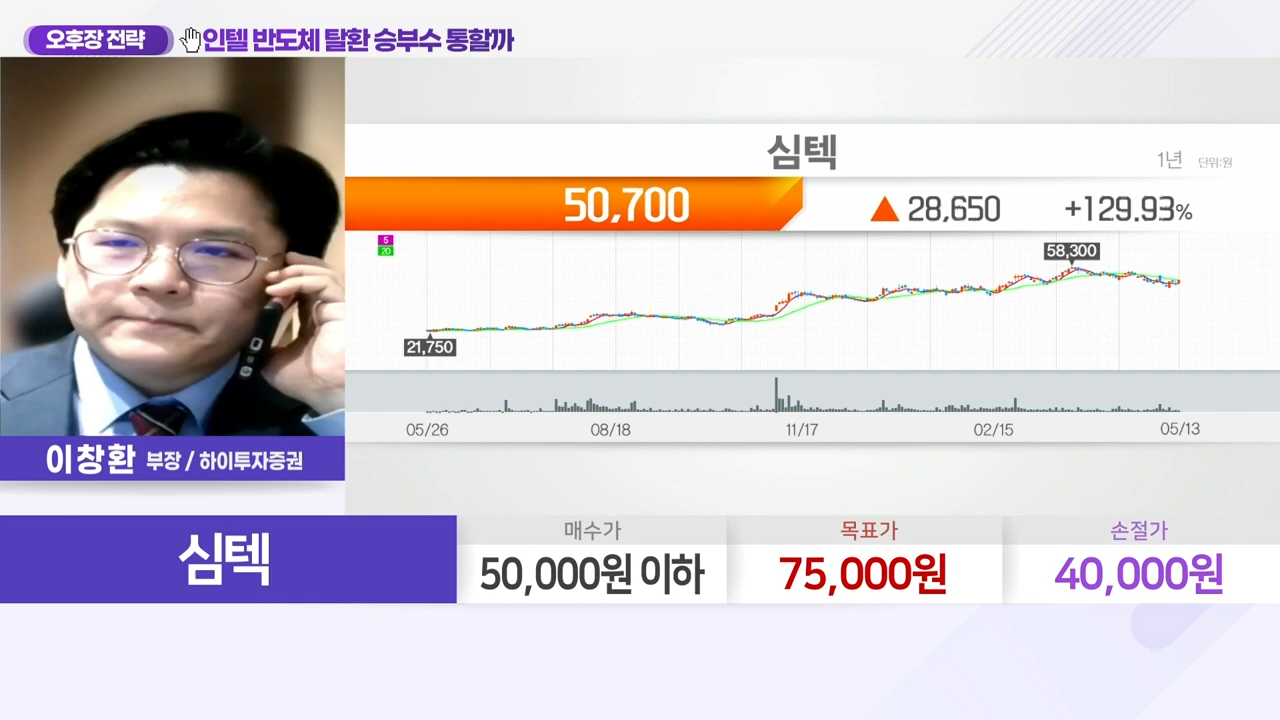 오후장 전략
인텔 반도체 탈환 승부수 통할까
심텍
1년 단위:원
50,700 ▲ 28,650 +129.93%
5
20
58,300
21,750
05/26 08/18 11/17 02/15 05/13
이창환 부장 / 하이투자증권
심텍
매수가 목표가 손절가
50,000원 이하 75,000원 40,000원